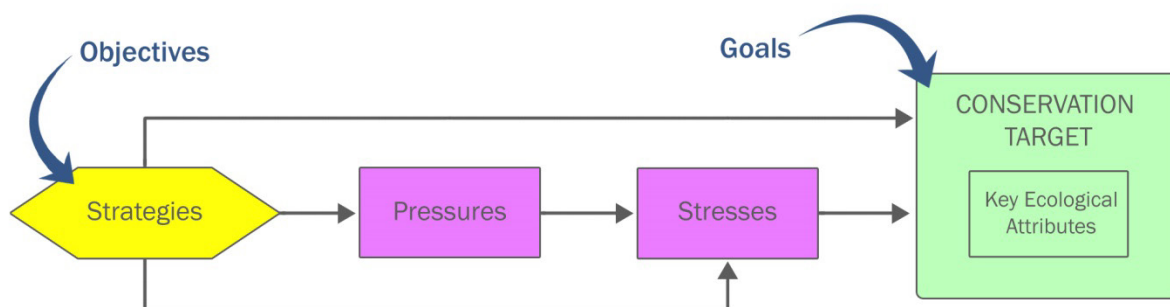 Objectives
Goals
CONSERVATION
TARGET
Strategies
Pressures
Stresses
Key Ecological
Attributes